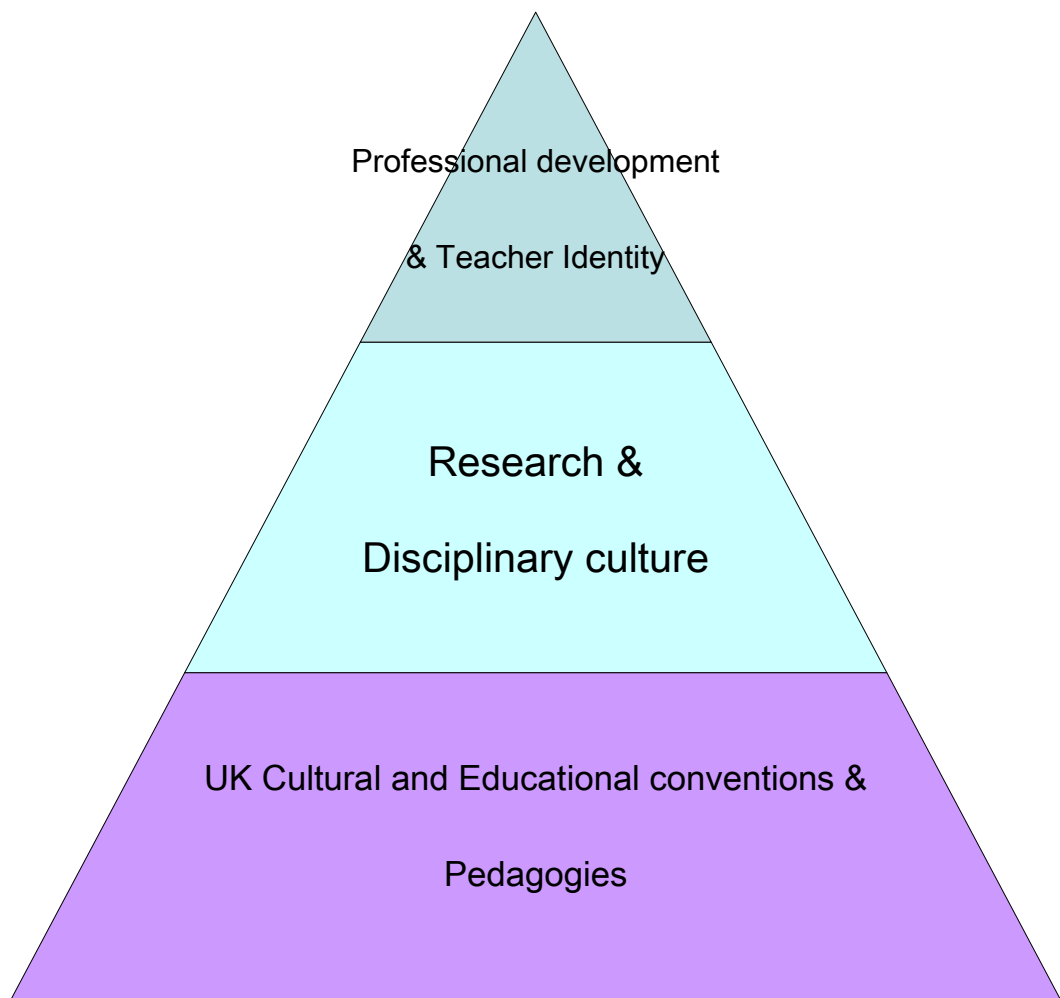 Professional development
& Teacher Identity
Research &
Disciplinary culture
UK Cultural and Educational conventions &
Pedagogies